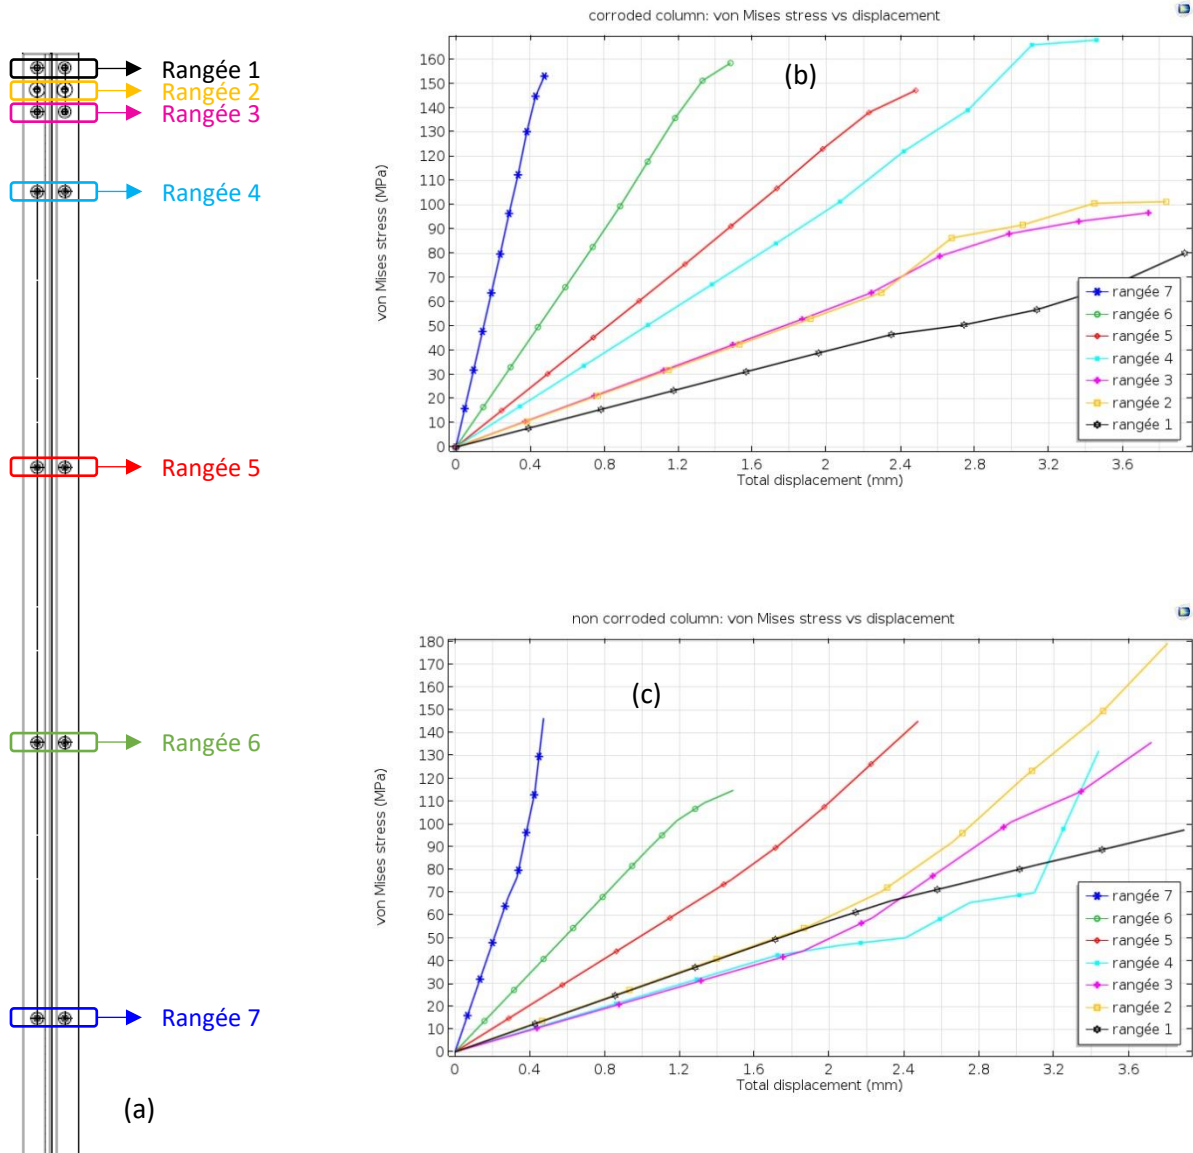 Rangée 1
Rangée 2
Rangée 3
Rangée 4
Rangée 5
Rangée 6
Rangée 7
(a)
corroded column: von Mises stress vs displacement
(b)
von Mises stress (MPa)
160
150
140
130
120
110
100
90
80
70
60
50
40
30
20
10
0
0 0.4 0.8 1.2 1.6 2 2.4 2.8 3.2 3.6
Total displacement (mm)
rangée 7
rangée 6
rangée 5
rangée 4
rangée 3
rangée 2
rangée 1
non corroded column: von Mises stress vs displacement
(c)
von Mises stress (MPa)
180
170
160
150
140
130
120
110
100
90
80
70
60
50
40
30
20
10
0
0 0.4 0.8 1.2 1.6 2 2.4 2.8 3.2 3.6
Total displacement (mm)
rangée 7
rangée 6
rangée 5
rangée 4
rangée 3
rangée 2
rangée 1